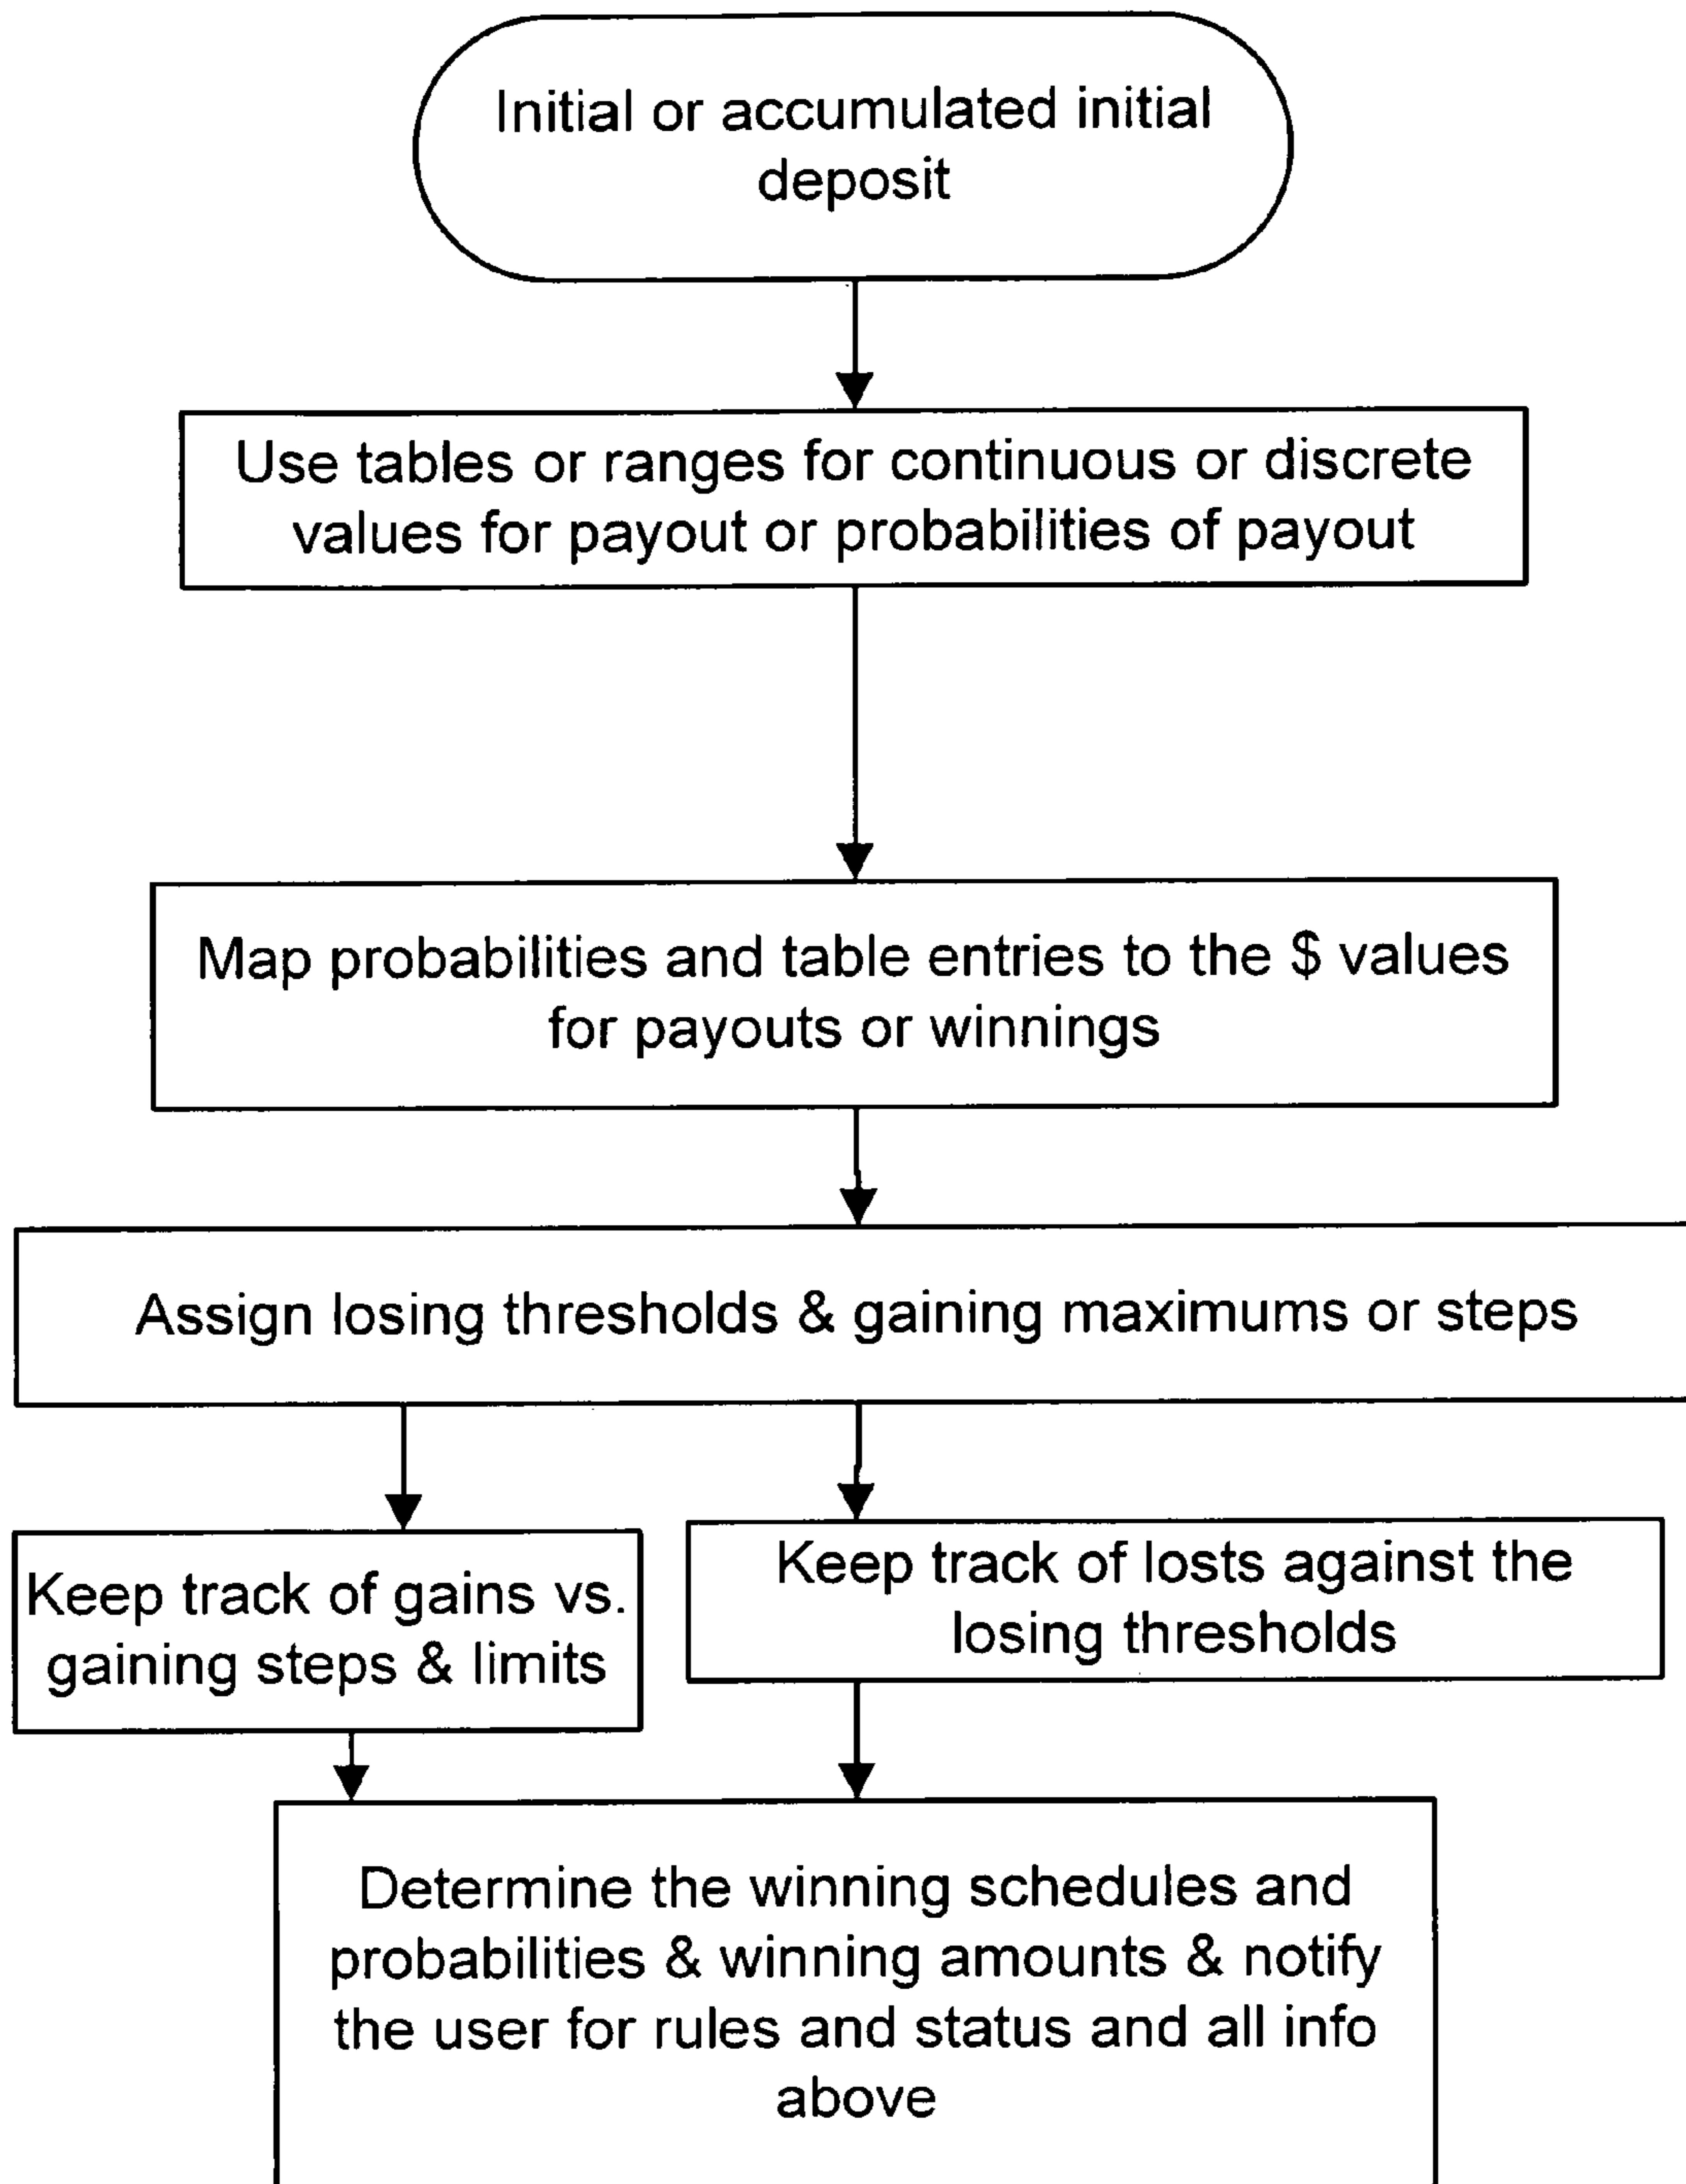 Initial or accumulated initial
deposit
Use tables or ranges for continuous or discrete
values for payout or probabilities of payout
Map probabilities and table entries to the $ values
for payouts or winnings
Assign losing thresholds & gaining maximums or steps
Keep track of gains vs.
gaining steps & limits
Keep track of losts against the
losing thresholds
Determine the winning schedules and
probabilities & winning amounts & notify
the user for rules and status and all info
above